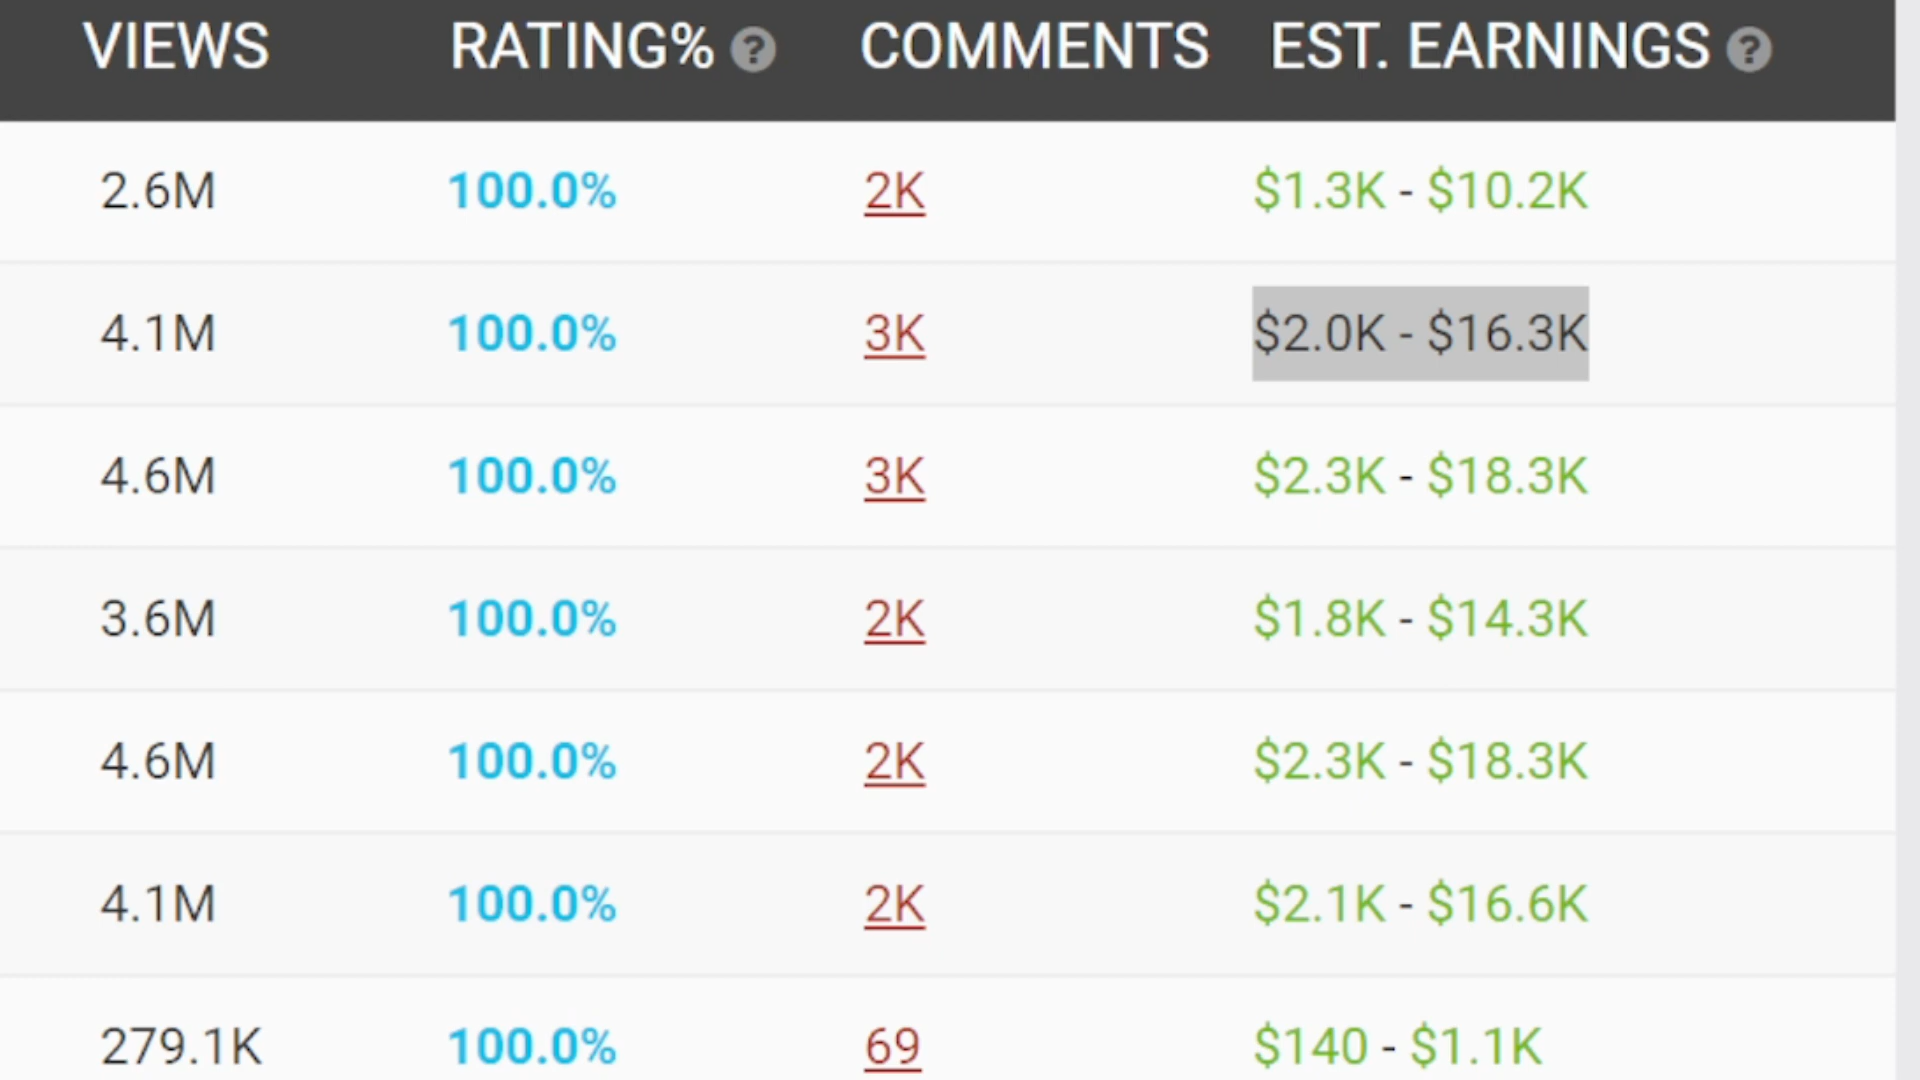 VIEWS RATING% ? COMMENTS EST. EARNINGS ?
2.6M 100.0% 2K $1.3K - $10.2K
4.1M 100.0% 3K $2.0K - $16.3K
4.6M 100.0% 3K $2.3K - $18.3K
3.6M 100.0% 2K $1.8K - $14.3K
4.6M 100.0% 2K $2.3K - $18.3K
4.1M 100.0% 2K $2.1K - $16.6K
279.1K 100.0% 69 $140 - $1.1K